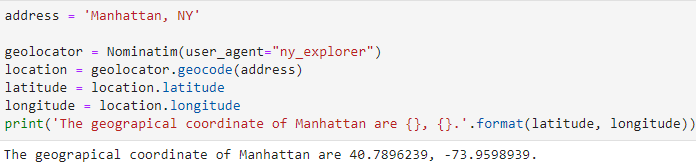 address = 'Manhattan, NY'
geolocator = Nominatim(user_agent="ny_explorer")
location = geolocator.geocode(address)
latitude = location.latitude
longitude = location.longitude
print('The geograpical coordinate of Manhattan are {}, {}.'.format(latitude, longitude))
The geograpical coordinate of Manhattan are 40.7896239, -73.9598939.